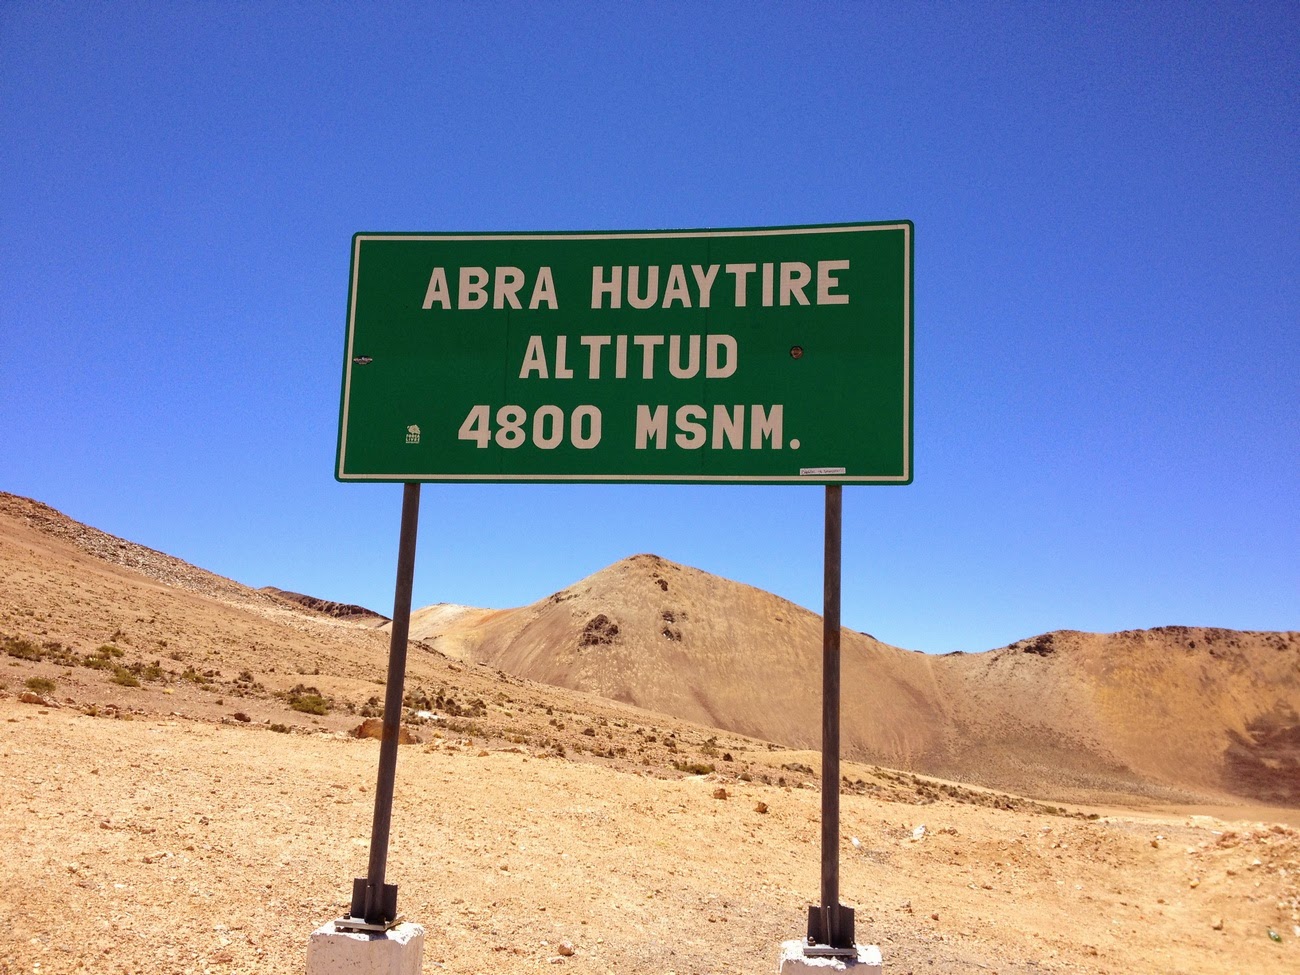 ABRA HUAYTIRE
ALTITUD
4800 MSNM.